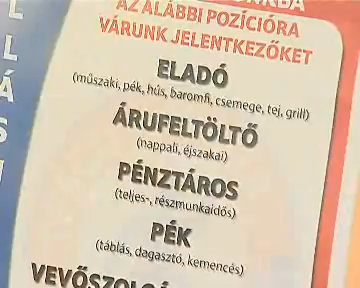 AZ ALÁBBI POZÍCIÓRA
VÁRUNK JELENTKEZŐKET
ELADÓ
(műszaki, pék, hús, baromfi, csemege, tej, grill)
ÁRUFELTÖLTŐ
(nappali, éjszakai)
PÉNZTÁROS
(teljes-, részmunkaidős)
PÉK
(táblás, dagasztó, kemencés)